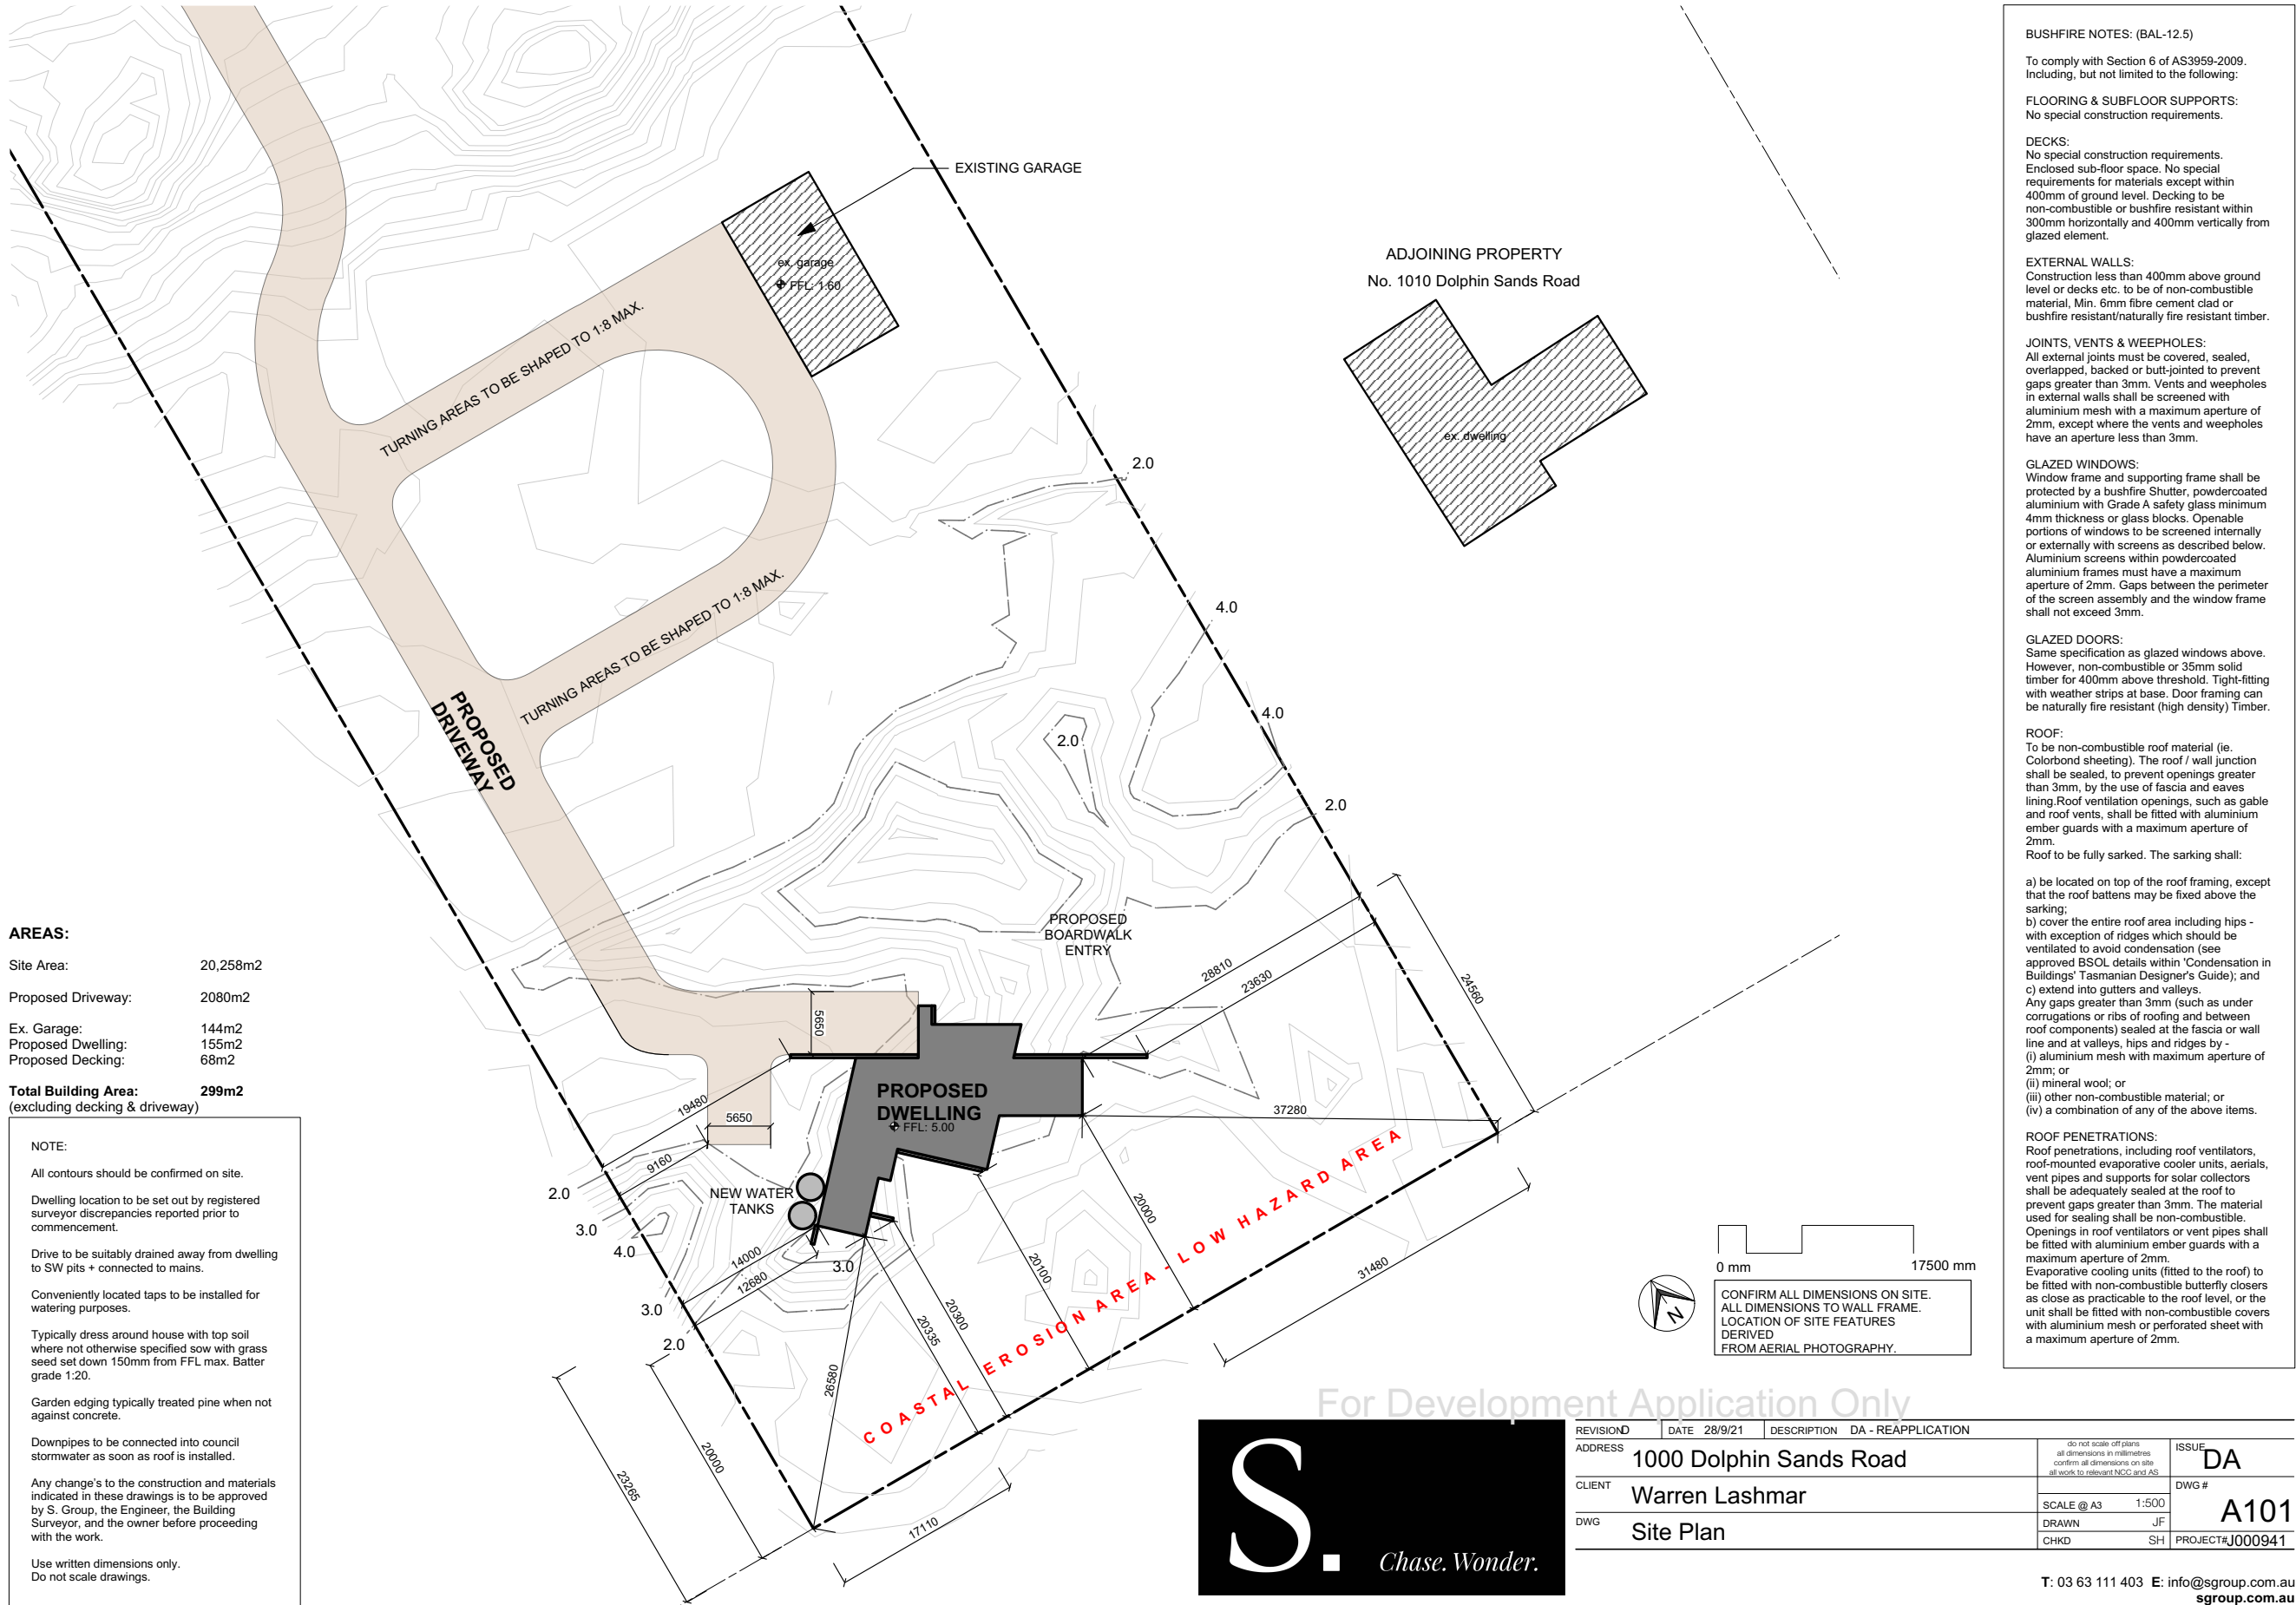 EXISTING GARAGE
ex. garage
FFL: 1.60
TURNING AREAS TO BE SHAPED TO 1:8 MAX.
TURNING AREAS TO BE SHAPED TO 1:8 MAX.
PROPOSED
DRIVEWAY
ADJOINING PROPERTY
No. 1010 Dolphin Sands Road
ex. dwelling
2.0
4.0
4.0
2.0
2.0
PROPOSED
BOARDWALK
ENTRY
28810
23630
24560
5650
5650
19480
9160
PROPOSED
DWELLING
FFL: 5.00
37280
NEW WATER
TANKS
2.0
3.0
4.0
3.0
2.0
3.0
14000
12680
26580
20335
20300
20100
20000
31480
20000
23265
17110
COASTAL EROSION AREA - LOW HAZARD AREA
AREAS:
Site Area: 20,258m2
Proposed Driveway: 2080m2
Ex. Garage: 144m2
Proposed Dwelling: 155m2
Proposed Decking: 68m2
Total Building Area: 299m2
(excluding decking & driveway)
NOTE:
All contours should be confirmed on site.
Dwelling location to be set out by registered
surveyor discrepancies reported prior to
commencement.
Drive to be suitably drained away from dwelling
to SW pits + connected to mains.
Conveniently located taps to be installed for
watering purposes.
Typically dress around house with top soil
where not otherwise specified sow with grass
seed set down 150mm from FFL max. Batter
grade 1:20.
Garden edging typically treated pine when not
against concrete.
Downpipes to be connected into council
stormwater as soon as roof is installed.
Any change's to the construction and materials
indicated in these drawings is to be approved
by S. Group, the Engineer, the Building
Surveyor, and the owner before proceeding
with the work.
Use written dimensions only.
Do not scale drawings.
BUSHFIRE NOTES: (BAL-12.5)
To comply with Section 6 of AS3959-2009.
Including, but not limited to the following:
FLOORING & SUBFLOOR SUPPORTS:
No special construction requirements.
DECKS:
No special construction requirements.
Enclosed sub-floor space. No special
requirements for materials except within
400mm of ground level. Decking to be
non-combustible or bushfire resistant within
300mm horizontally and 400mm vertically from
glazed element.
EXTERNAL WALLS:
Construction less than 400mm above ground
level or decks etc. to be of non-combustible
material, Min. 6mm fibre cement clad or
bushfire resistant/naturally fire resistant timber.
JOINTS, VENTS & WEEPHOLES:
All external joints must be covered, sealed,
overlapped, backed or butt-jointed to prevent
gaps greater than 3mm. Vents and weepholes
in external walls shall be screened with
aluminium mesh with a maximum aperture of
2mm, except where the vents and weepholes
have an aperture less than 3mm.
GLAZED WINDOWS:
Window frame and supporting frame shall be
protected by a bushfire Shutter, powdercoated
aluminium with Grade A safety glass minimum
4mm thickness or glass blocks. Openable
portions of windows to be screened internally
or externally with screens as described below.
Aluminium screens within powdercoated
aluminium frames must have a maximum
aperture of 2mm. Gaps between the perimeter
of the screen assembly and the window frame
shall not exceed 3mm.
GLAZED DOORS:
Same specification as glazed windows above.
However, non-combustible or 35mm solid
timber for 400mm above threshold. Tight-fitting
with weather strips at base. Door framing can
be naturally fire resistant (high density) Timber.
ROOF:
To be non-combustible roof material (ie.
Colorbond sheeting). The roof / wall junction
shall be sealed, to prevent openings greater
than 3mm, by the use of fascia and eaves
lining.Roof ventilation openings, such as gable
and roof vents, shall be fitted with aluminium
ember guards with a maximum aperture of
2mm.
Roof to be fully sarked. The sarking shall:
a) be located on top of the roof framing, except
that the roof battens may be fixed above the
sarking;
b) cover the entire roof area including hips -
with exception of ridges which should be
ventilated to avoid condensation (see
approved BSOL details within 'Condensation in
Buildings' Tasmanian Designer's Guide); and
c) extend into gutters and valleys.
Any gaps greater than 3mm (such as under
corrugations or ribs of roofing and between
roof components) sealed at the fascia or wall
line and at valleys, hips and ridges by -
(i) aluminium mesh with maximum aperture of
2mm; or
(ii) mineral wool; or
(iii) other non-combustible material; or
(iv) a combination of any of the above items.
ROOF PENETRATIONS:
Roof penetrations, including roof ventilators,
roof-mounted evaporative cooler units, aerials,
vent pipes and supports for solar collectors
shall be adequately sealed at the roof to
prevent gaps greater than 3mm. The material
used for sealing shall be non-combustible.
Openings in roof ventilators or vent pipes shall
be fitted with aluminium ember guards with a
maximum aperture of 2mm.
Evaporative cooling units (fitted to the roof) to
be fitted with non-combustible butterfly closers
as close as practicable to the roof level, or the
unit shall be fitted with non-combustible covers
with aluminium mesh or perforated sheet with
a maximum aperture of 2mm.
0 mm 17500 mm
N
CONFIRM ALL DIMENSIONS ON SITE.
ALL DIMENSIONS TO WALL FRAME.
LOCATION OF SITE FEATURES
DERIVED
FROM AERIAL PHOTOGRAPHY.
For Development Application Only
S.
Chase. Wonder.
REVISION D DATE 28/9/21 DESCRIPTION DA - REAPPLICATION
ADDRESS 1000 Dolphin Sands Road
CLIENT Warren Lashmar
DWG Site Plan
do not scale off plans
all dimensions in millimetres
confirm all dimensions on site
all work to relevant NCC and AS
SCALE @ A3 1:500
DRAWN JF
CHKD SH
ISSUE DA
DWG # A101
PROJECT# J000941
T: 03 63 111 403 E: info@sgroup.com.au
sgroup.com.au